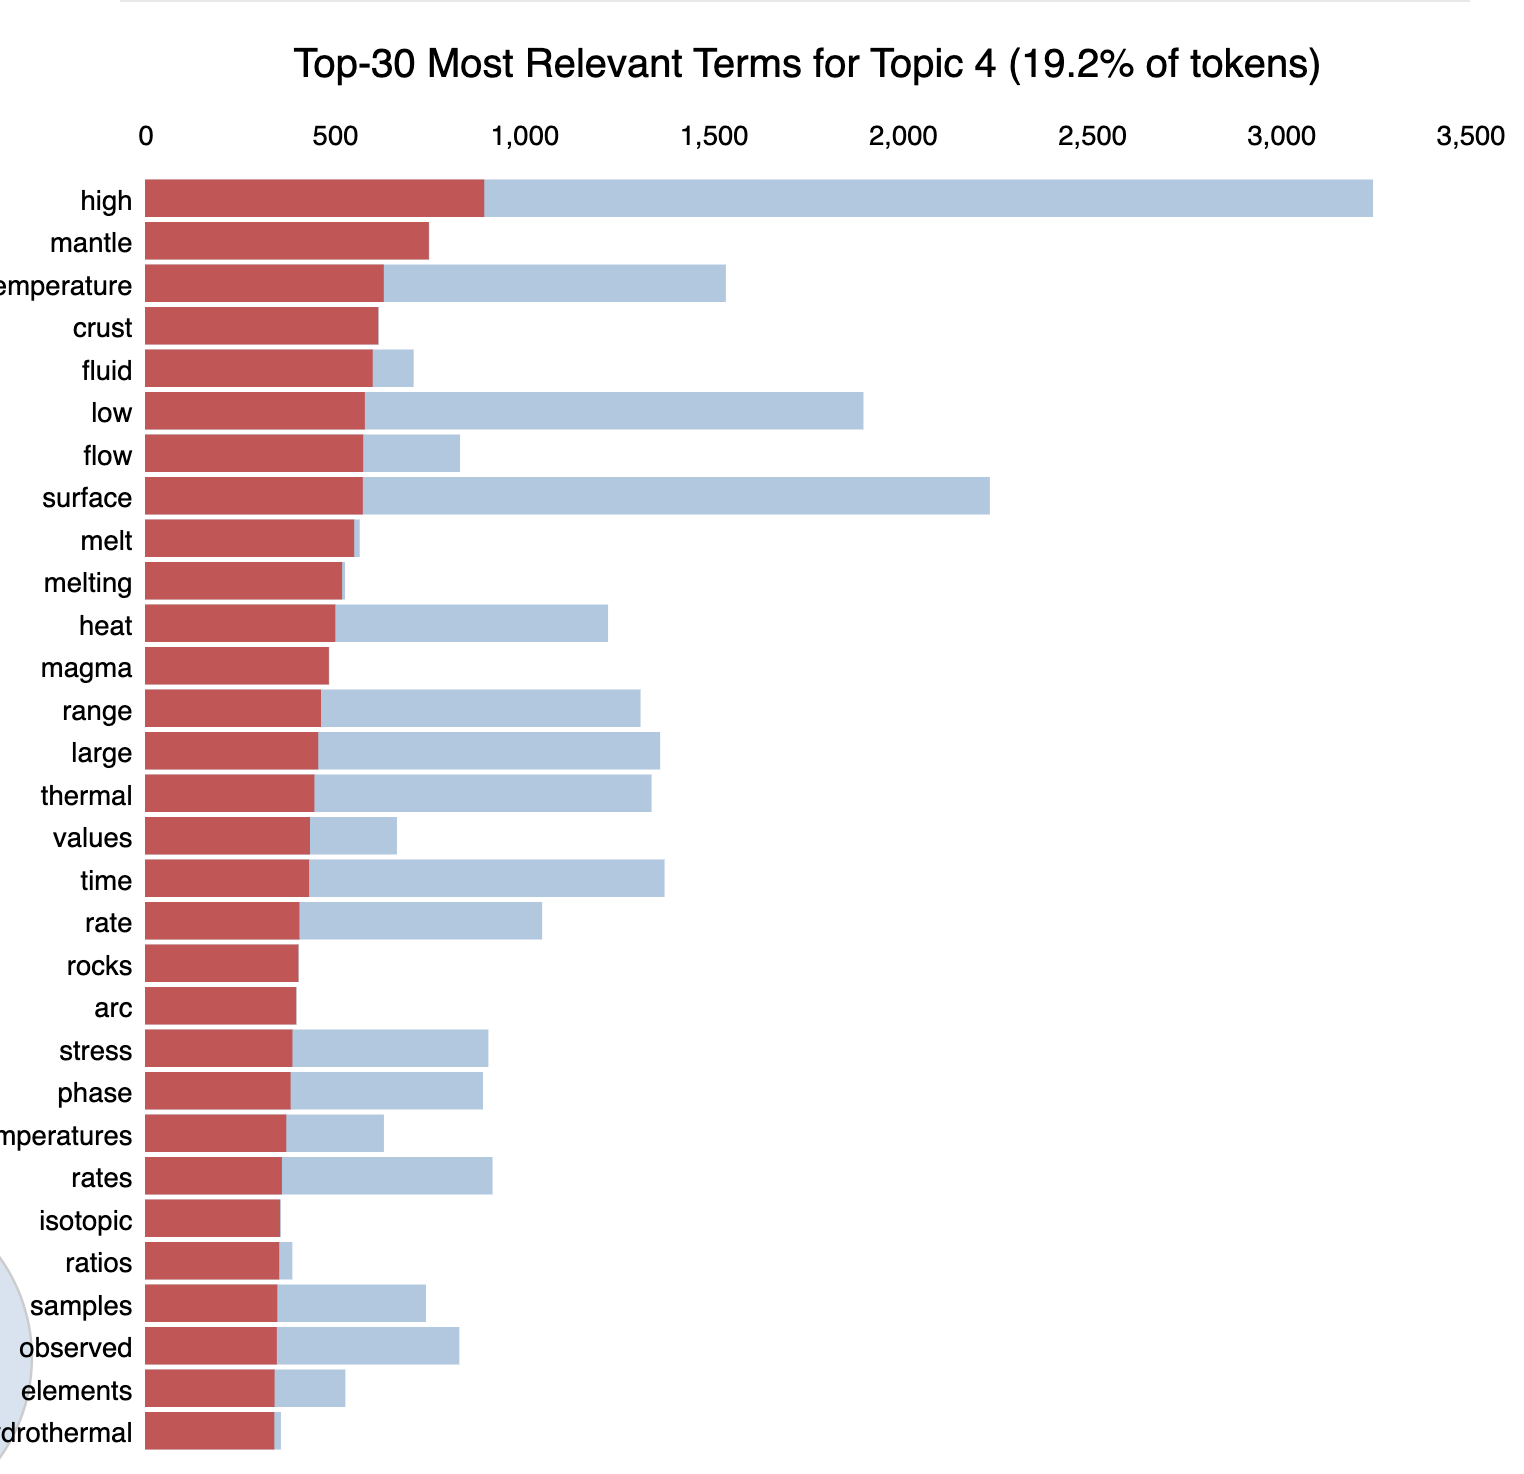 Top-30 Most Relevant Terms for Topic 4 (19.2% of tokens)
0 500 1,000 1,500 2,000 2,500 3,000 3,500
high
mantle
emperature
crust
fluid
low
flow
surface
melt
melting
heat
magma
range
large
thermal
values
time
rate
rocks
arc
stress
phase
mperatures
rates
isotopic
ratios
samples
observed
elements
drothermal